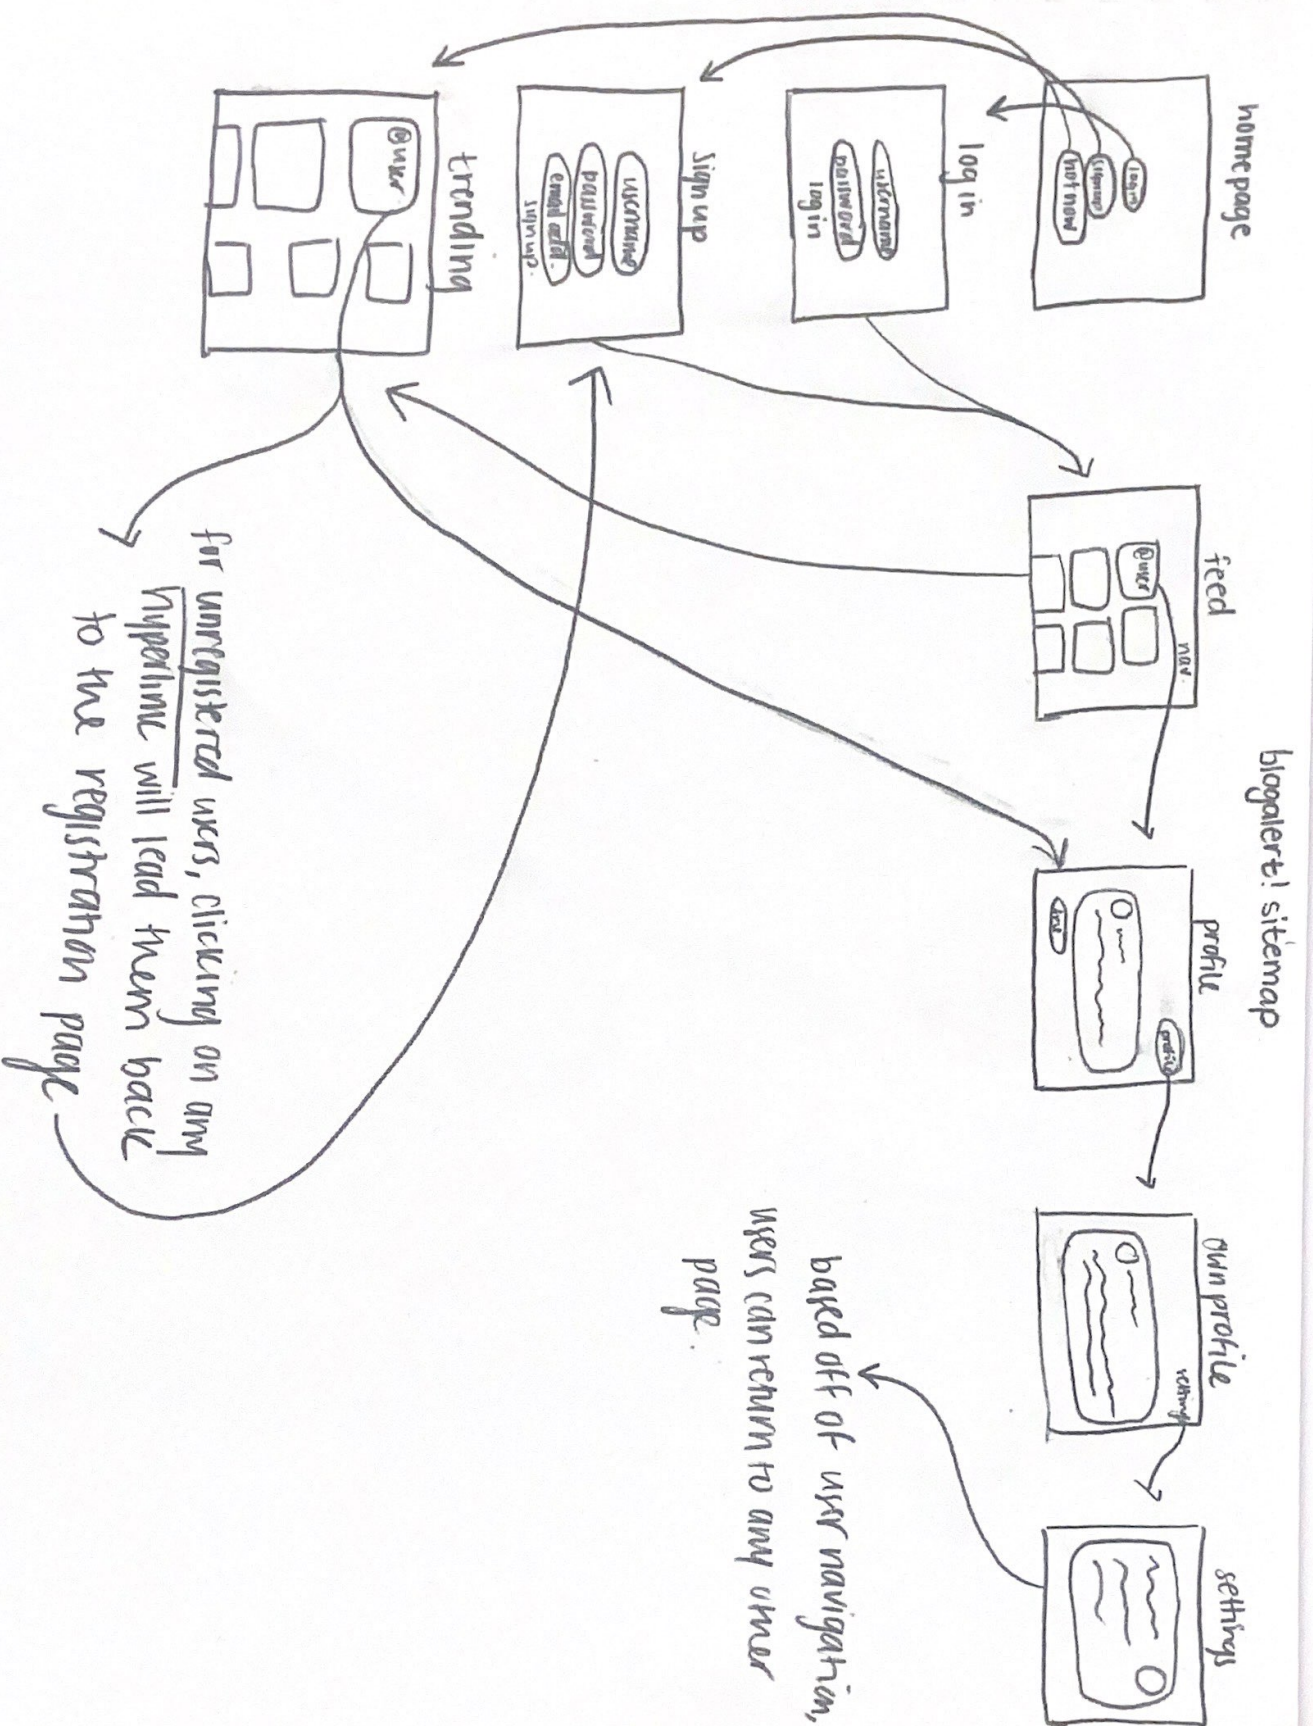 blogalert! sitemap
homepage
login
signup
not now
log in
username
password
log in
sign up
username
password
email add.
sign up.
trending
@user
feed
nav.
@user
profile
profile
own profile
settings
settings
for unregistered users, clicking on any
hyperlink will lead them back
to the registration page
based off of user navigation,
users can return to any other
page.